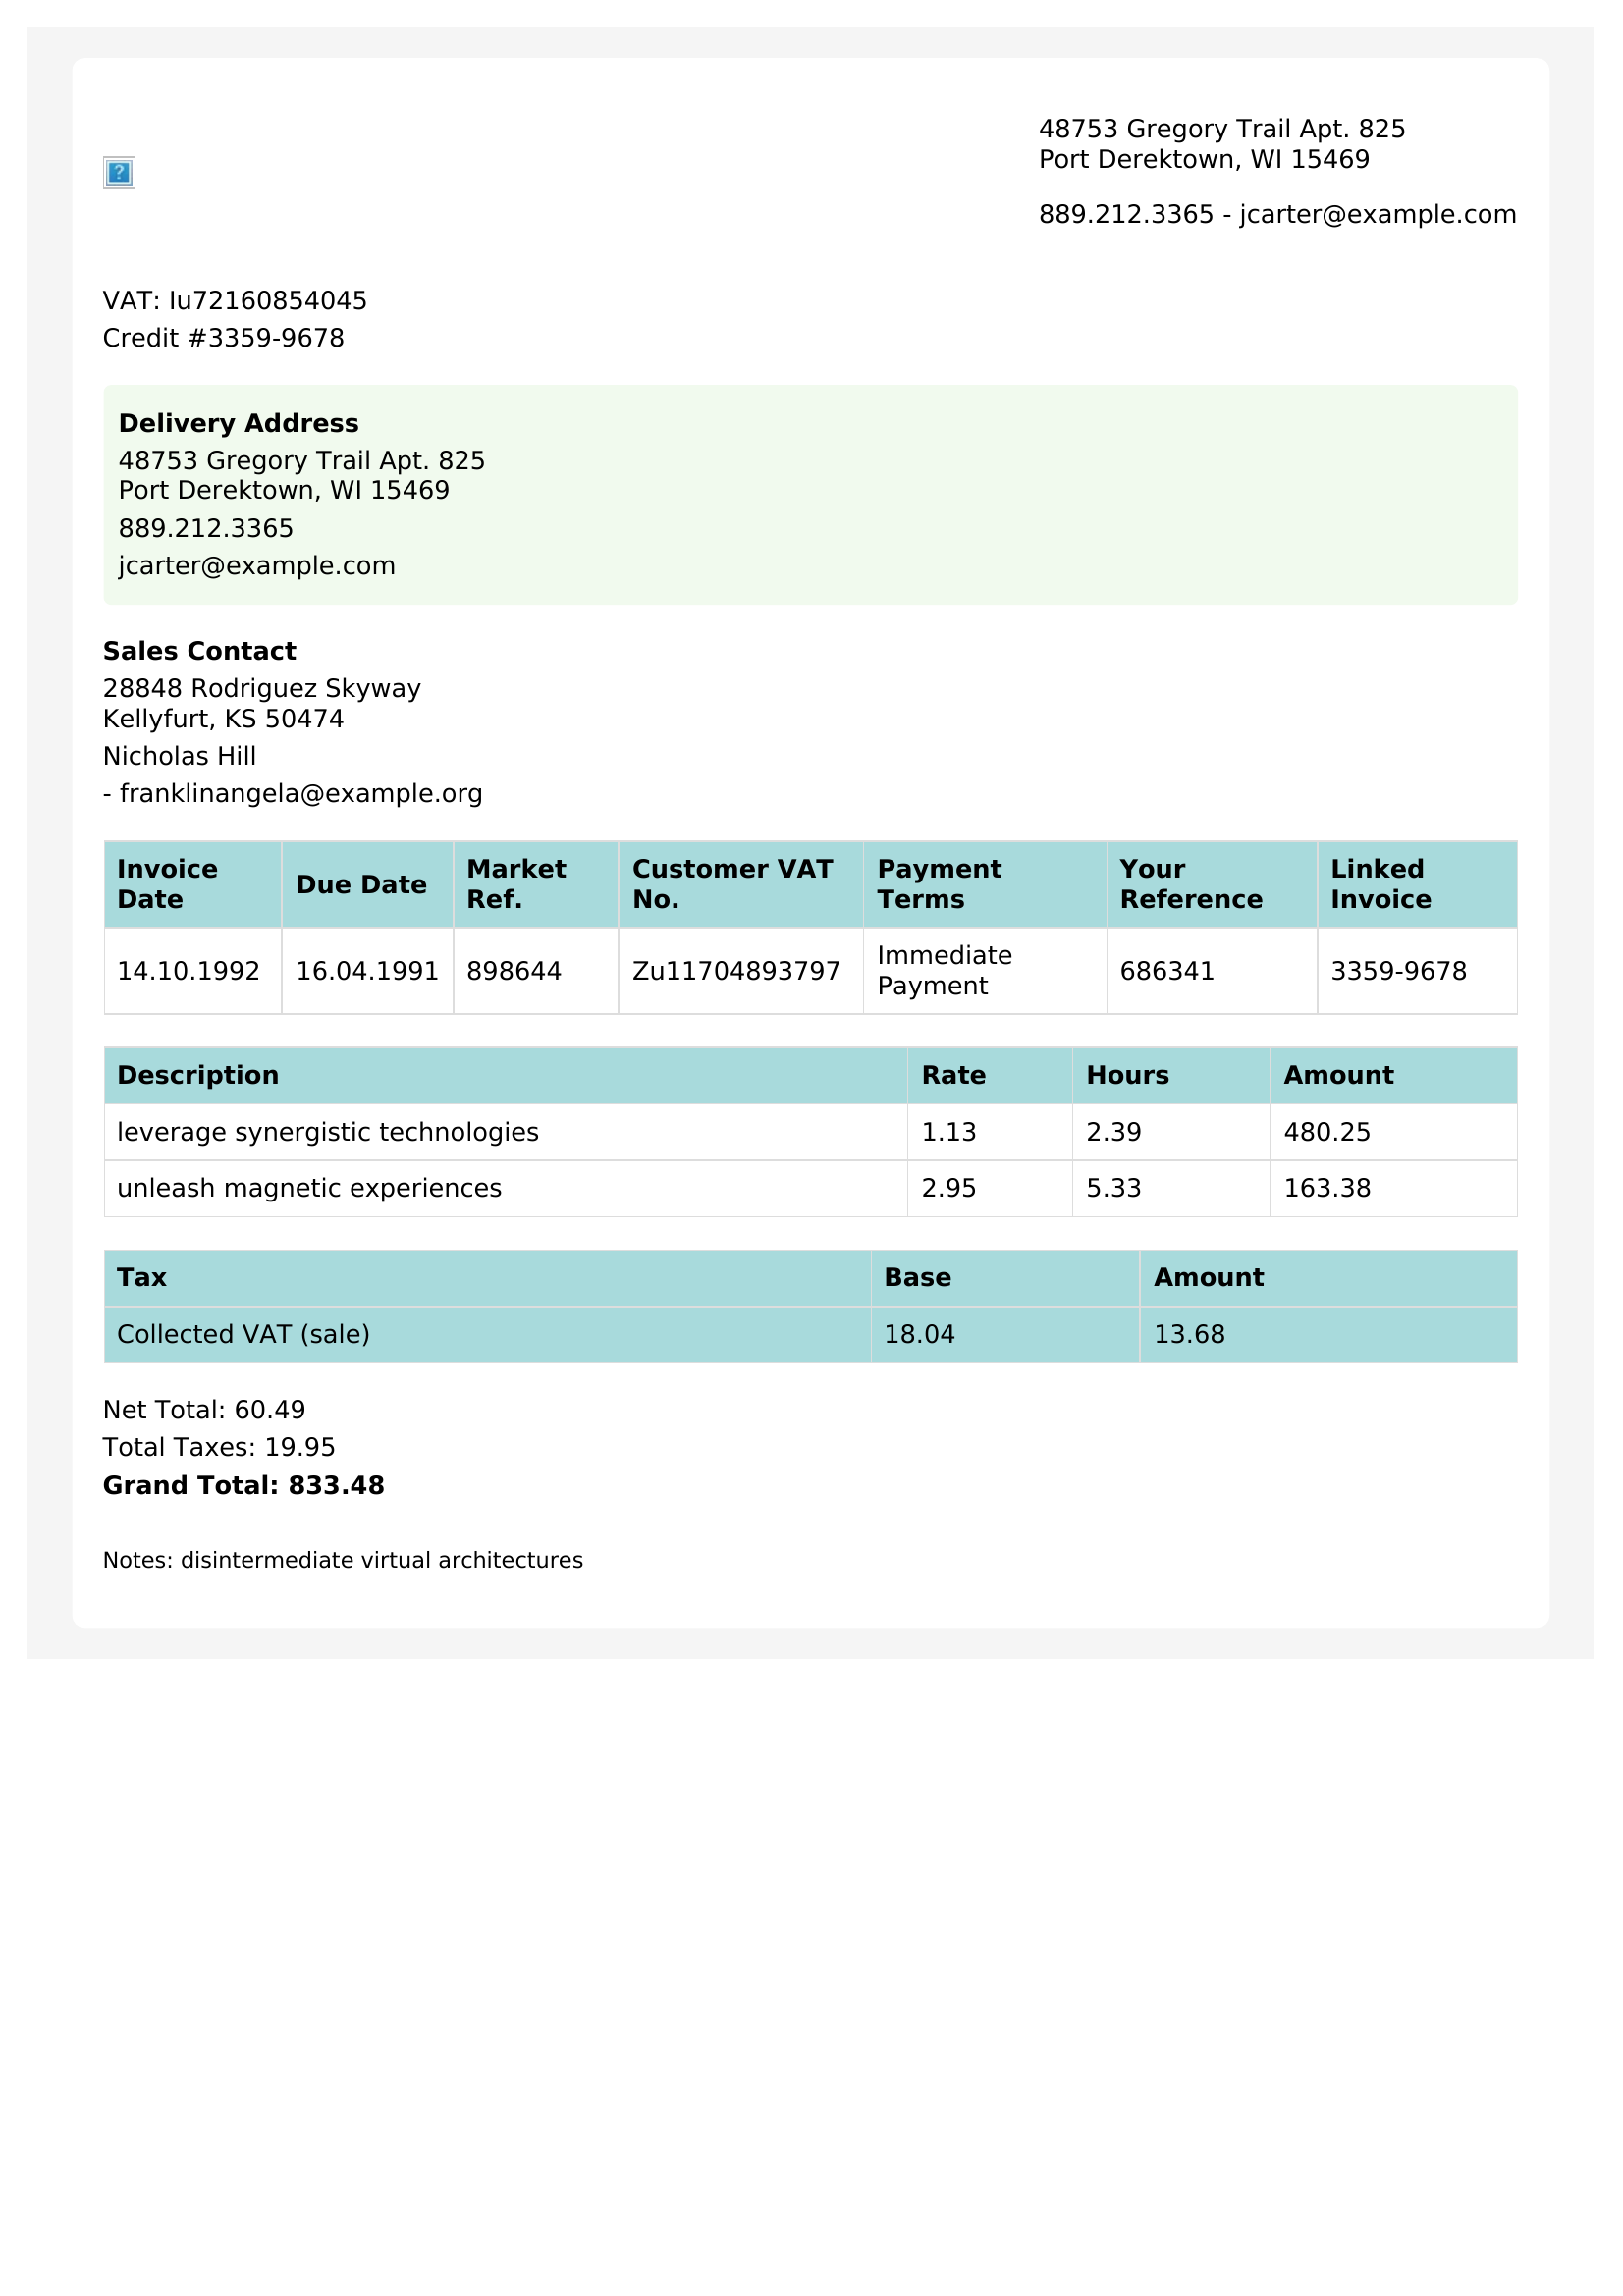 48753 Gregory Trail Apt. 825
Port Derektown, WI 15469
889.212.3365 - jcarter@example.com
VAT: Iu72160854045
Credit #3359-9678
Delivery Address
48753 Gregory Trail Apt. 825
Port Derektown, WI 15469
889.212.3365
jcarter@example.com
Sales Contact
28848 Rodriguez Skyway
Kellyfurt, KS 50474
Nicholas Hill
- franklinangela@example.org
Invoice Date Due Date Market Ref. Customer VAT No. Payment Terms Your Reference Linked Invoice
14.10.1992 16.04.1991 898644 Zu11704893797 Immediate Payment 686341 3359-9678
Description Rate Hours Amount
leverage synergistic technologies 1.13 2.39 480.25
unleash magnetic experiences 2.95 5.33 163.38
Tax Base Amount
Collected VAT (sale) 18.04 13.68
Net Total: 60.49
Total Taxes: 19.95
Grand Total: 833.48
Notes: disintermediate virtual architectures